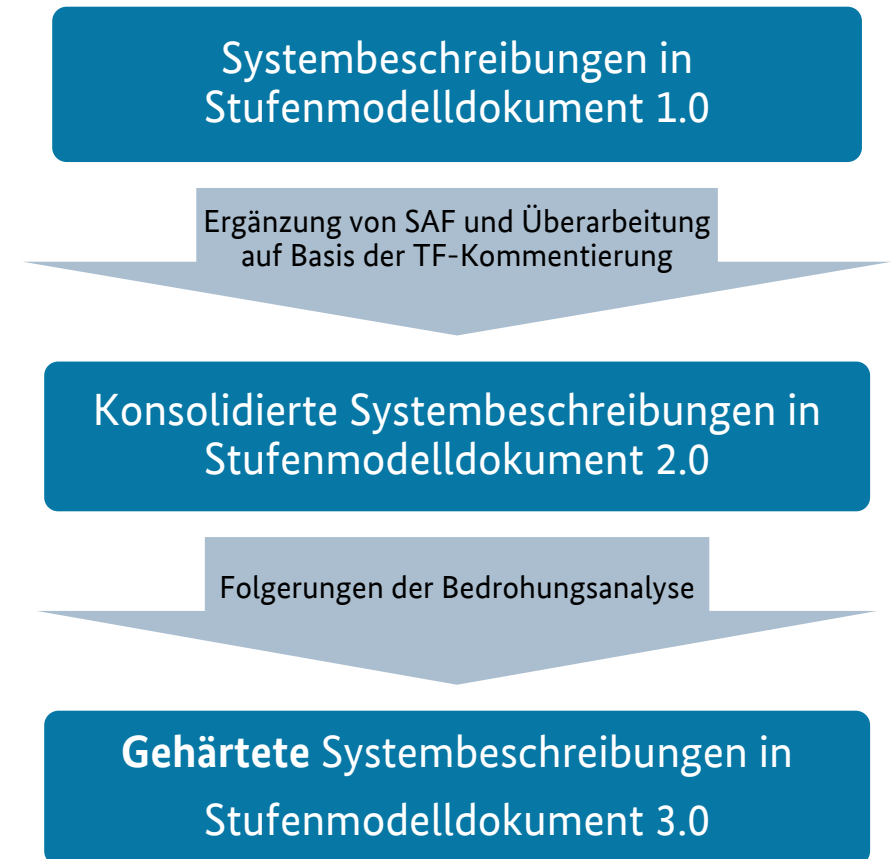 Systembeschreibungen in
Stufenmodelldokument 1.0
Ergänzung von SAF und Überarbeitung
auf Basis der TF-Kommentierung
Konsolidierte Systembeschreibungen in
Stufenmodelldokument 2.0
Folgerungen der Bedrohungsanalyse
Gehärtete Systembeschreibungen in
Stufenmodelldokument 3.0